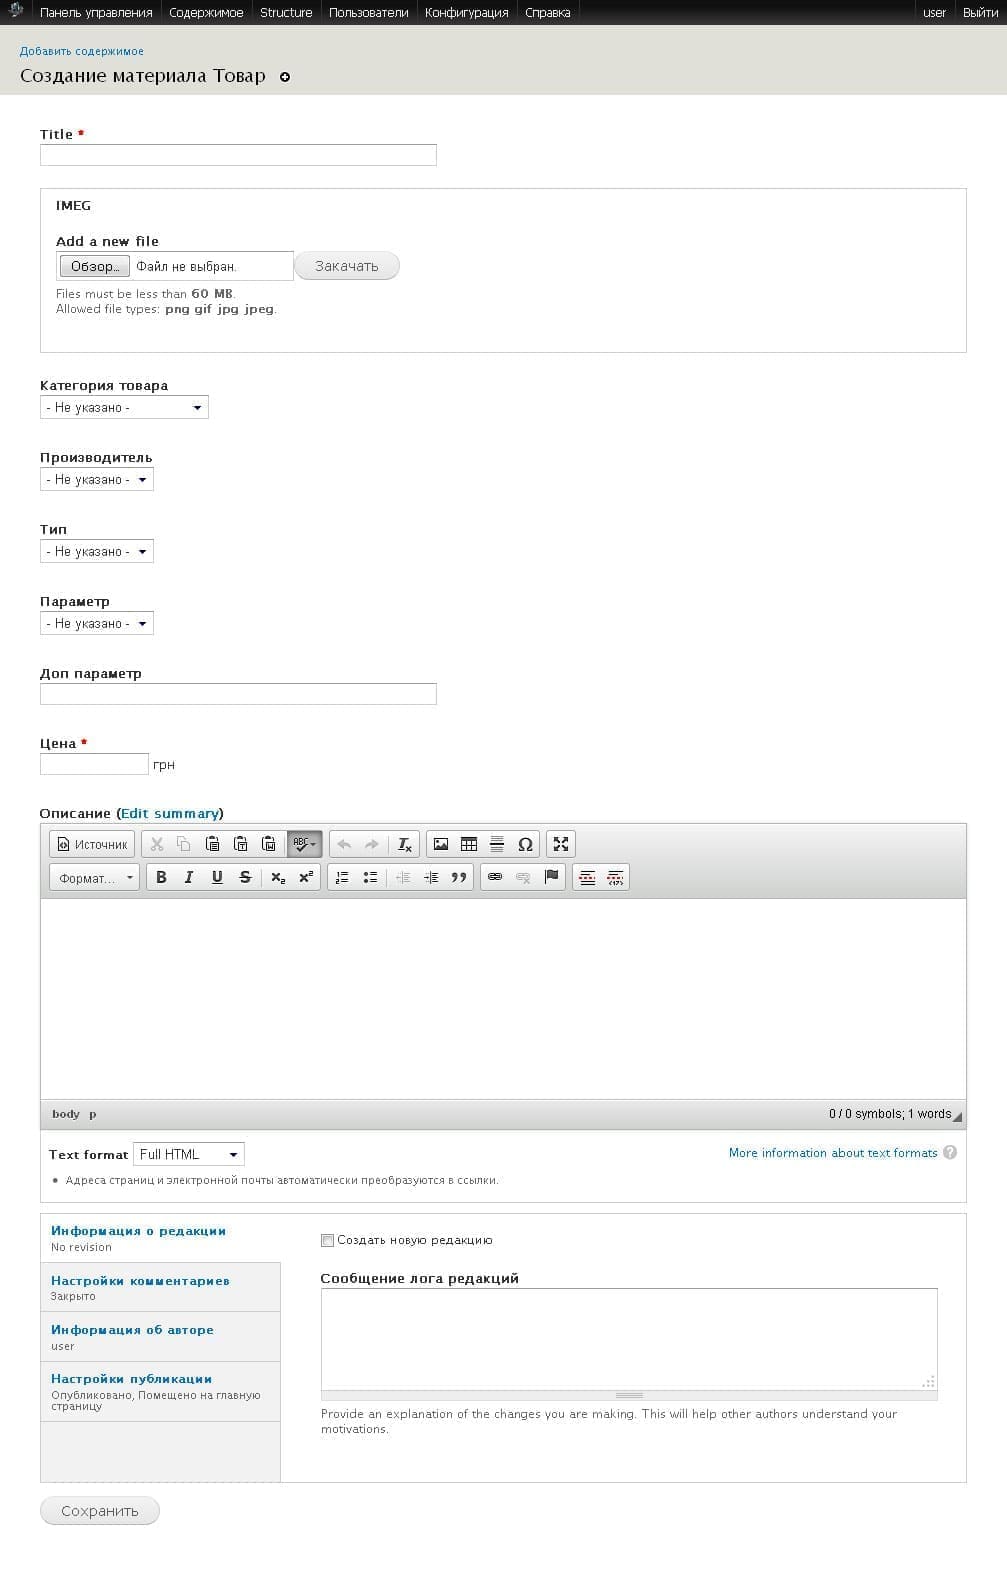 Панель управления Содержимое Structure Пользователи Конфигурация Справка user Выйти
Добавить содержимое
Создание материала Товар
Title *
IMEG
Add a new file
Обзор... Файл не выбран. Закачать
Files must be less than 60 MB.
Allowed file types: png gif jpg jpeg.
Категория товара
- Не указано -
Производитель
- Не указано -
Тип
- Не указано -
Параметр
- Не указано -
Доп параметр
Цена *
грн
Описание (Edit summary)
Источник ABC
Формат... B I U S x₂ x²
body p 0 / 0 symbols; 1 words
Text format Full HTML More information about text formats ?
Адреса страниц и электронной почты автоматически преобразуются в ссылки.
Информация о редакции
No revision
Создать новую редакцию
Настройки комментариев
Закрыто
Сообщение лога редакций
Информация об авторе
user
Настройки публикации
Опубликовано, Помещено на главную
страницу
Provide an explanation of the changes you are making. This will help other authors understand your
motivations.
Сохранить